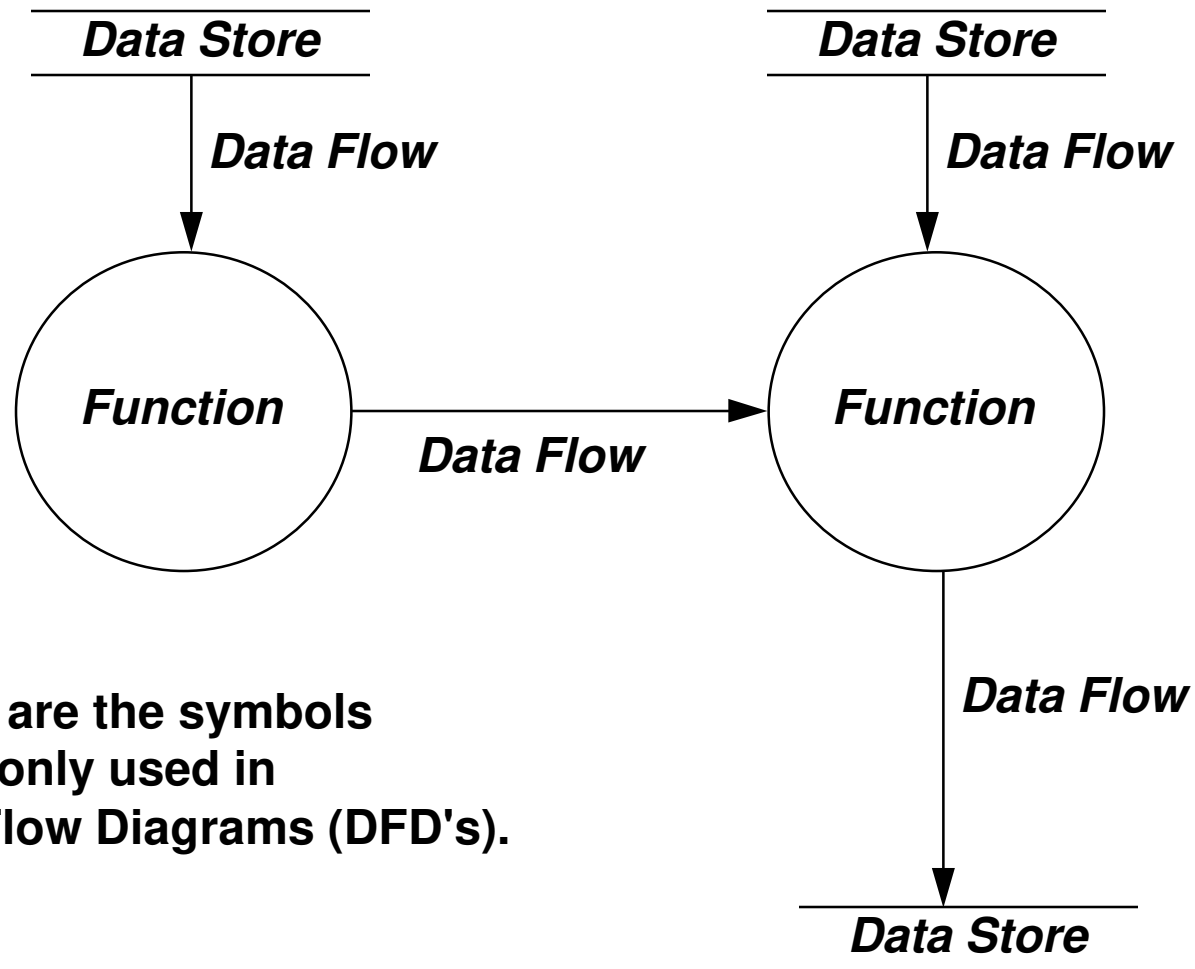 Data Store
Data Store
Data Flow
Data Flow
Function
Function
Data Flow
Data Flow
are the symbols
only used in
Flow Diagrams (DFD's).
Data Store